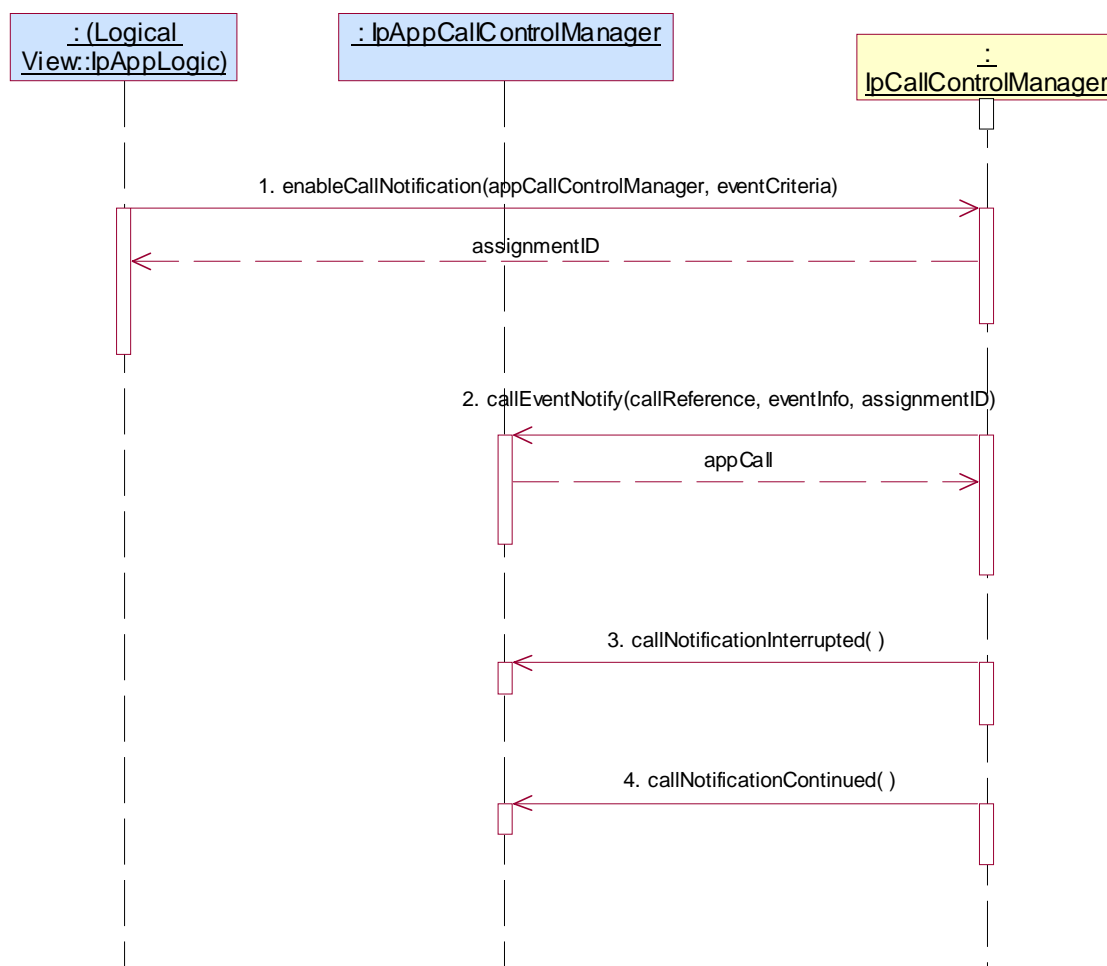 : (Logical
View::IpAppLogic)
: IpAppCallControlManager
:
IpCallControlManager
1. enableCallNotification(appCallControlManager, eventCriteria)
assignmentID
2. callEventNotify(callReference, eventInfo, assignmentID)
appCall
3. callNotificationInterrupted( )
4. callNotificationContinued( )